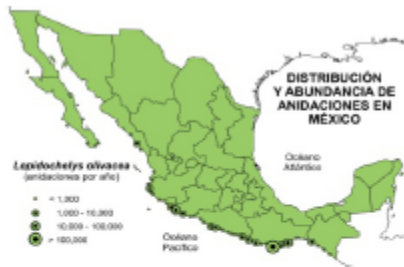 DISTRIBUCIÓN
Y ABUNDANCIA DE
ANIDACIONES EN
MÉXICO
Lepidochelys olivacea
(anidaciones por año)
< 1,000
1,000 - 10,000
10,000 - 100,000
> 100,000
Océano
Atlántico
Océano
Pacífico